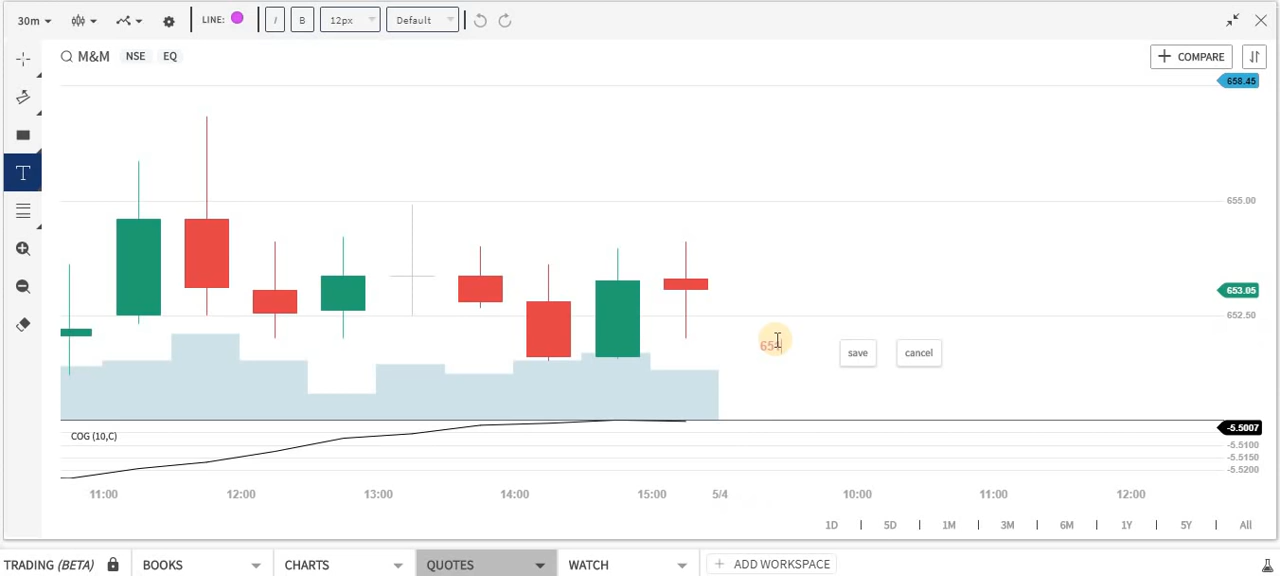 30m LINE: I B 12px Default
M&M NSE EQ COMPARE
658.45
T
655.00
653.05
652.50
save cancel
COG (10,C)
-5.5007
-5.5100
-5.5150
-5.5200
11:00 12:00 13:00 14:00 15:00 5/4 10:00 11:00 12:00
1D 5D 1M 3M 6M 1Y 5Y All
TRADING (BETA) BOOKS CHARTS QUOTES WATCH ADD WORKSPACE